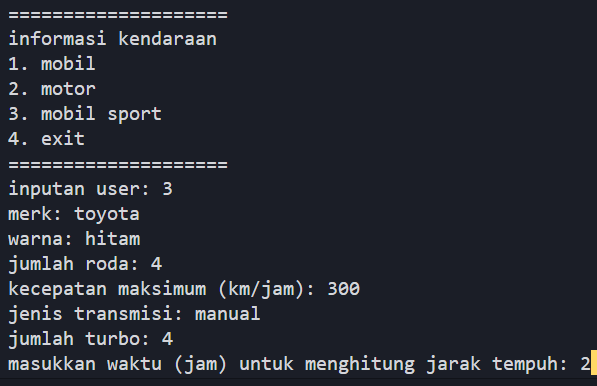 ====================
informasi kendaraan
1. mobil
2. motor
3. mobil sport
4. exit
====================
inputan user: 3
merk: toyota
warna: hitam
jumlah roda: 4
kecepatan maksimum (km/jam): 300
jenis transmisi: manual
jumlah turbo: 4
masukkan waktu (jam) untuk menghitung jarak tempuh: 2